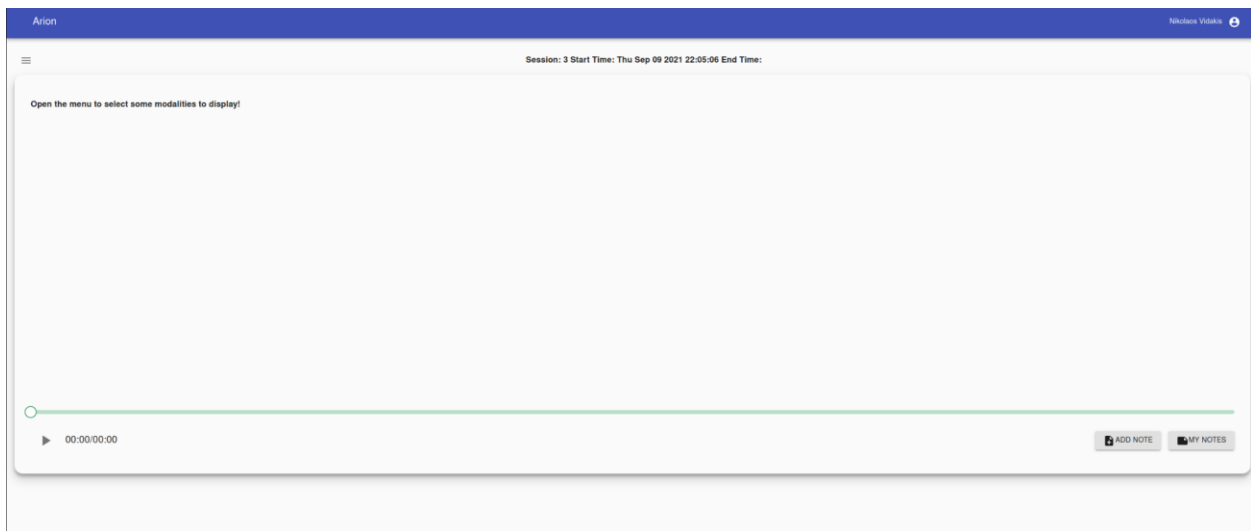 Arion
Nikolaos Vidakis
Session: 3 Start Time: Thu Sep 09 2021 22:05:06 End Time:
Open the menu to select some modalities to display!
00:00/00:00
ADD NOTE
MY NOTES